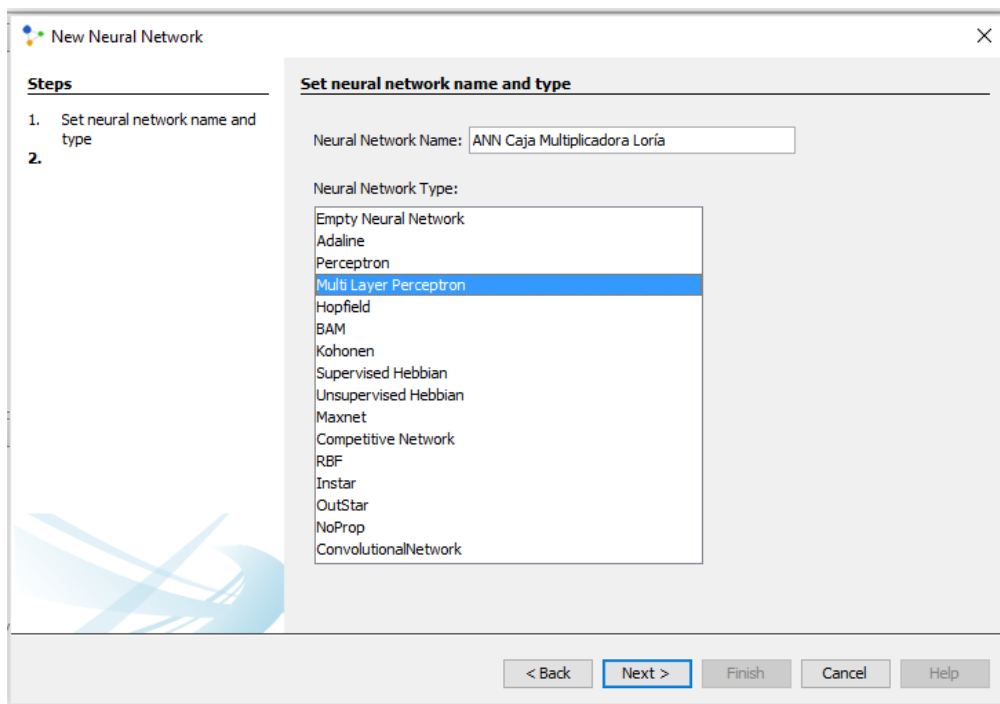 New Neural Network
Steps
1. Set neural network name and
type
2.
Set neural network name and type
Neural Network Name: ANN Caja Multiplicadora Loría
Neural Network Type:
Empty Neural Network
Adaline
Perceptron
Multi Layer Perceptron
Hopfield
BAM
Kohonen
Supervised Hebbian
Unsupervised Hebbian
Maxnet
Competitive Network
RBF
Instar
OutStar
NoProp
ConvolutionalNetwork
< Back Next > Finish Cancel Help